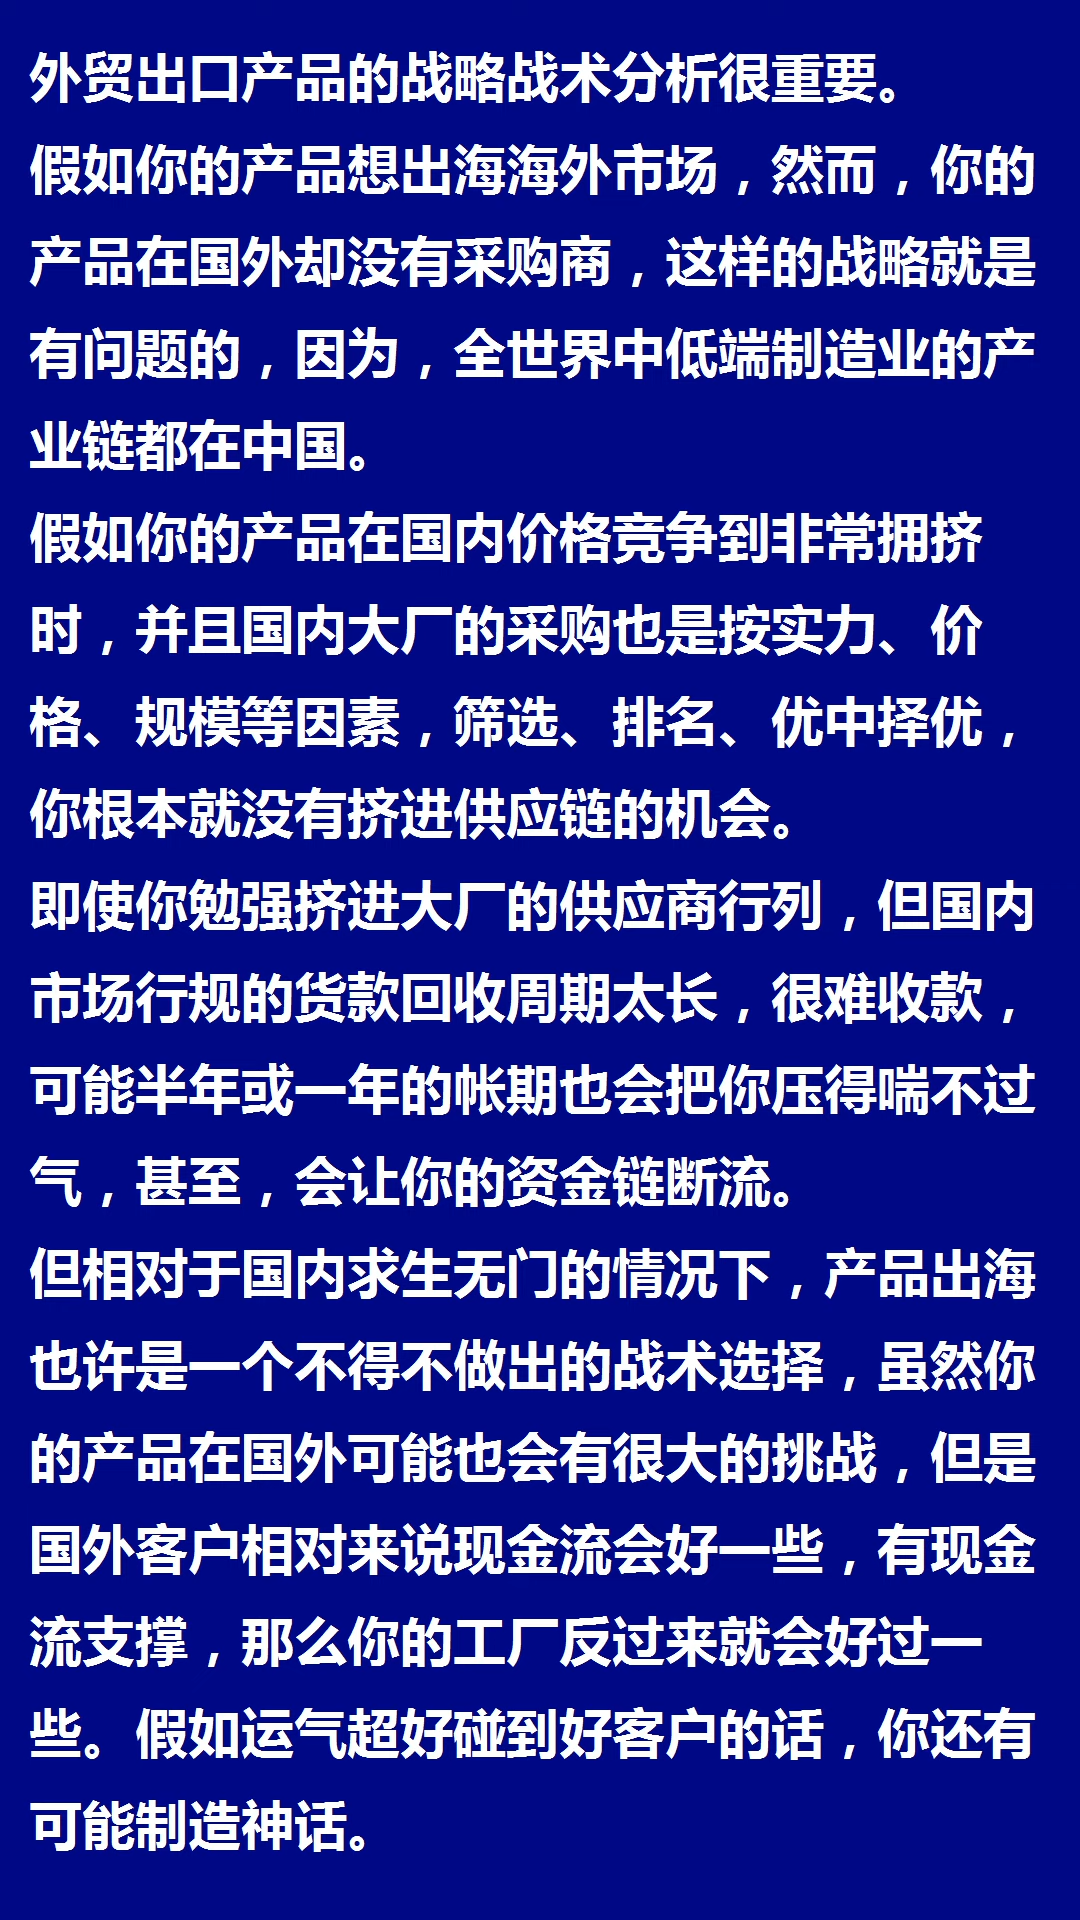 外贸出口产品的战略战术分析很重要。
假如你的产品想出海海外市场，然而，你的
产品在国外却没有采购商，这样的战略就是
有问题的，因为，全世界中低端制造业的产
业链都在中国。
假如你的产品在国内价格竞争到非常拥挤
时，并且国内大厂的采购也是按实力、价
格、规模等因素，筛选、排名、优中择优，
你根本就没有挤进供应链的机会。
即使你勉强挤进大厂的供应商行列，但国内
市场行规的货款回收周期太长，很难收款，
可能半年或一年的帐期也会把你压得喘不过
气，甚至，会让你的资金链断流。
但相对于国内求生无门的情况下，产品出海
也许是一个不得不做出的战术选择，虽然你
的产品在国外可能也会有很大的挑战，但是
国外客户相对来说现金流会好一些，有现金
流支撑，那么你的工厂反过来就会好过一
些。假如运气超好碰到好客户的话，你还有
可能制造神话。